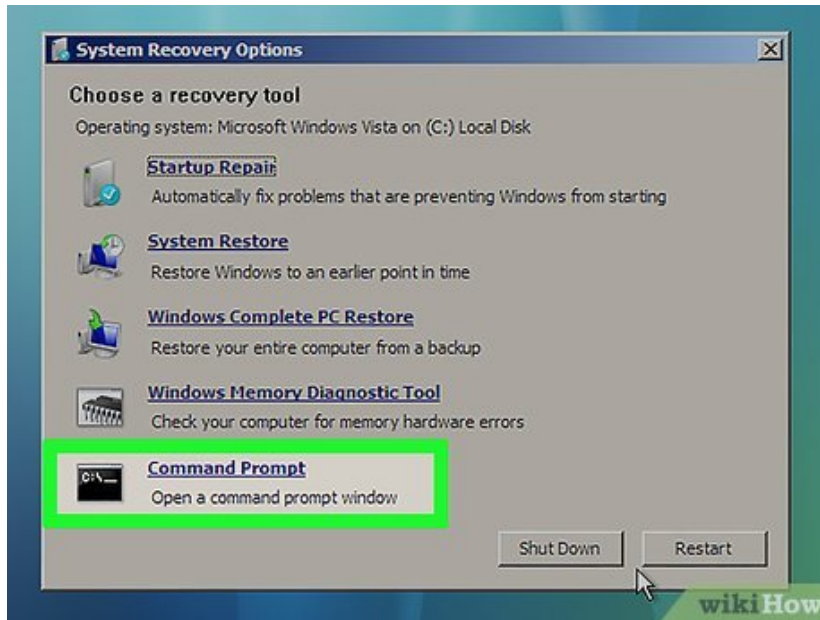 System Recovery Options
Choose a recovery tool
Operating system: Microsoft Windows Vista on (C:) Local Disk
Startup Repair
Automatically fix problems that are preventing Windows from starting
System Restore
Restore Windows to an earlier point in time
Windows Complete PC Restore
Restore your entire computer from a backup
Windows Memory Diagnostic Tool
Check your computer for memory hardware errors
C:\_
Command Prompt
Open a command prompt window
Shut Down Restart
wikiHow